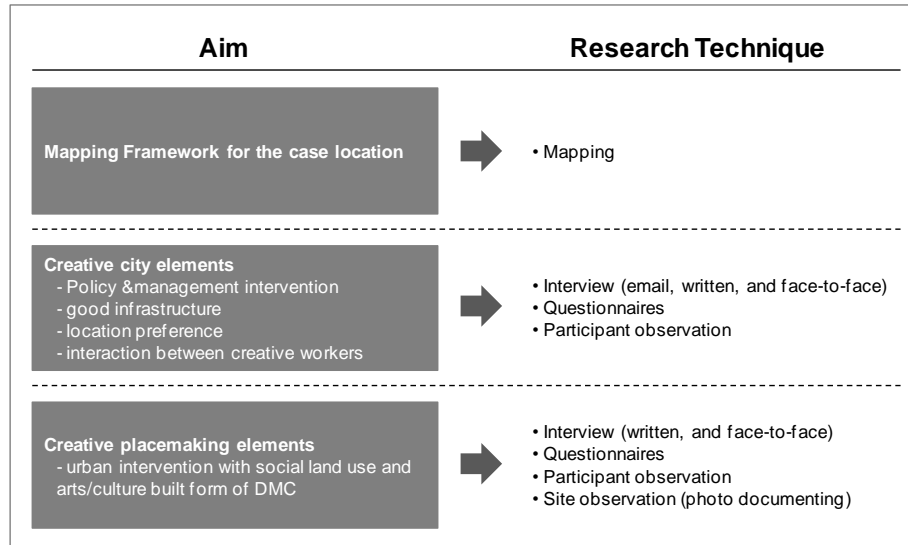 Aim
Research Technique
Mapping Framework for the case location
• Mapping
Creative city elements
- Policy &management intervention
- good infrastructure
- location preference
- interaction between creative workers
• Interview (email, written, and face-to-face)
• Questionnaires
• Participant observation
Creative placemaking elements
- urban intervention with social land use and
arts/culture built form of DMC
• Interview (written, and face-to-face)
• Questionnaires
• Participant observation
• Site observation (photo documenting)